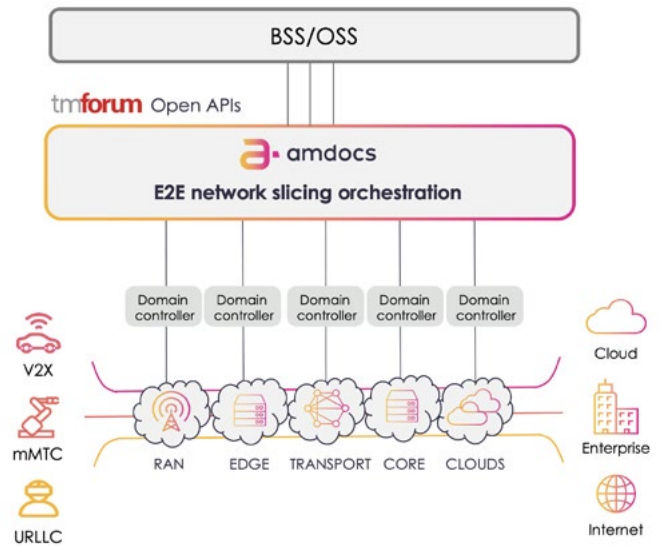 BSS/OSS
tmforum Open APIs
amdocs
E2E network slicing orchestration
Domain controller
Domain controller
Domain controller
Domain controller
Domain controller
V2X
mMTC
URLLC
RAN
EDGE
TRANSPORT
CORE
CLOUDS
Cloud
Enterprise
Internet